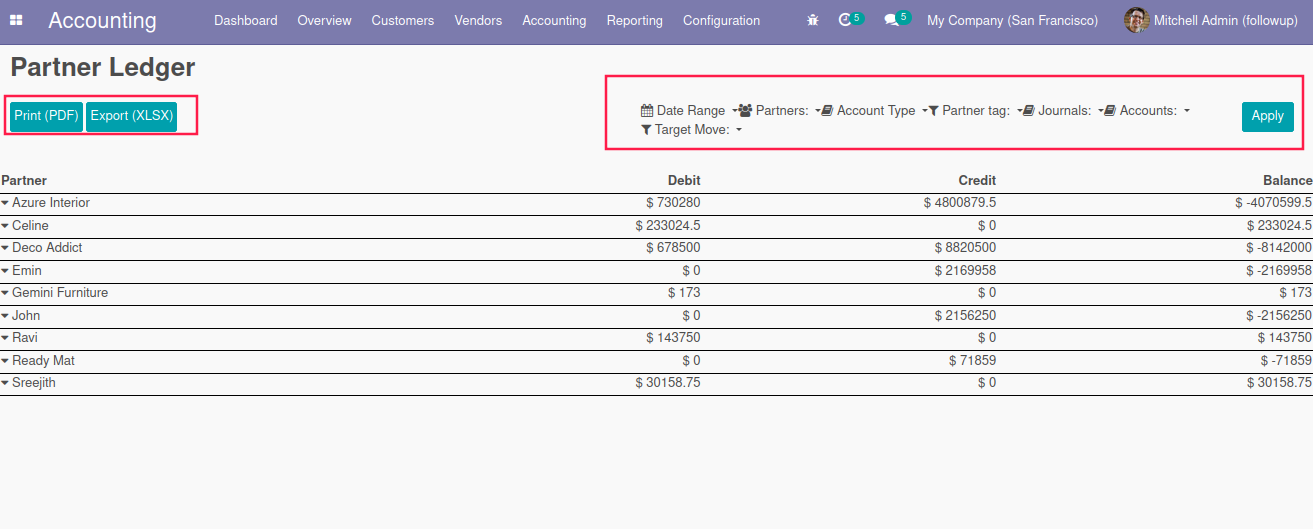 Accounting Dashboard Overview Customers Vendors Accounting Reporting Configuration 5 5 My Company (San Francisco) Mitchell Admin (followup)
Partner Ledger
Print (PDF) Export (XLSX)
Date Range Partners: Account Type Partner tag: Journals: Accounts:
Target Move:
Apply
Partner Debit Credit Balance
Azure Interior $ 730280 $ 4800879.5 $ -4070599.5
Celine $ 233024.5 $ 0 $ 233024.5
Deco Addict $ 678500 $ 8820500 $ -8142000
Emin $ 0 $ 2169958 $ -2169958
Gemini Furniture $ 173 $ 0 $ 173
John $ 0 $ 2156250 $ -2156250
Ravi $ 143750 $ 0 $ 143750
Ready Mat $ 0 $ 71859 $ -71859
Sreejith $ 30158.75 $ 0 $ 30158.75